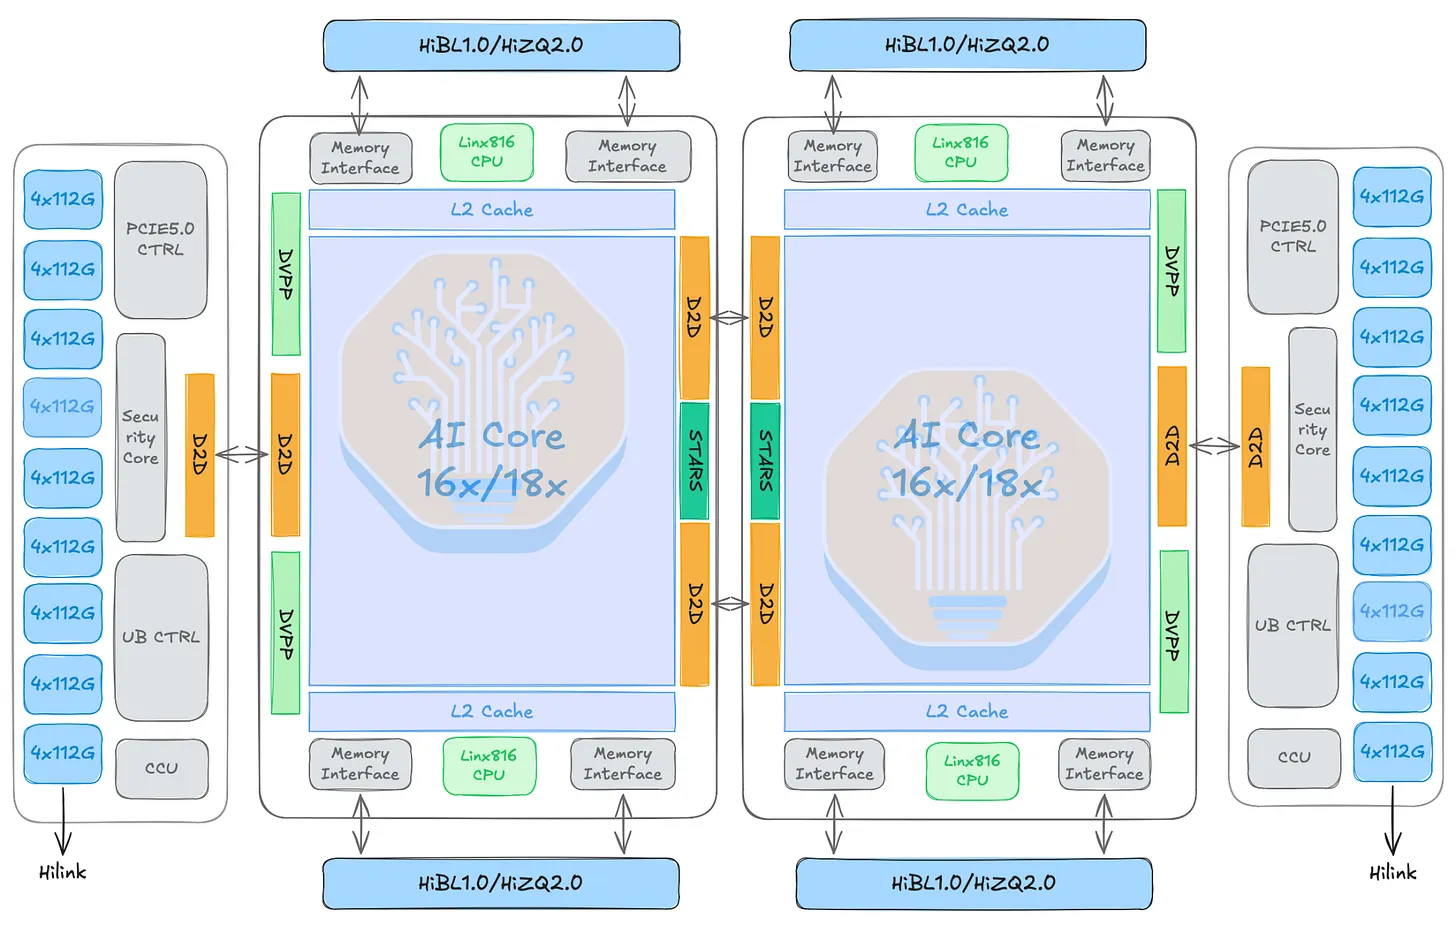 HiBL1.0/HiZQ2.0
HiBL1.0/HiZQ2.0
Memory
Interface
Linx816
CPU
Memory
Interface
Memory
Interface
Linx816
CPU
Memory
Interface
L2 Cache
L2 Cache
4x112G
4x112G
4x112G
4x112G
4x112G
4x112G
4x112G
4x112G
4x112G
Hilink
PCIE5.0
CTRL
Secu
rity
Core
UB CTRL
CCU
D2D
DVPP
D2D
DVPP
AI Core
16x/18x
D2D
STARS
D2D
D2D
STARS
D2D
AI Core
16x/18x
DVPP
D2D
DVPP
D2D
PCIE5.0
CTRL
Secu
rity
Core
UB CTRL
CCU
4x112G
4x112G
4x112G
4x112G
4x112G
4x112G
4x112G
4x112G
4x112G
Hilink
L2 Cache
L2 Cache
Memory
Interface
Linx816
CPU
Memory
Interface
Memory
Interface
Linx816
CPU
Memory
Interface
HiBL1.0/HiZQ2.0
HiBL1.0/HiZQ2.0